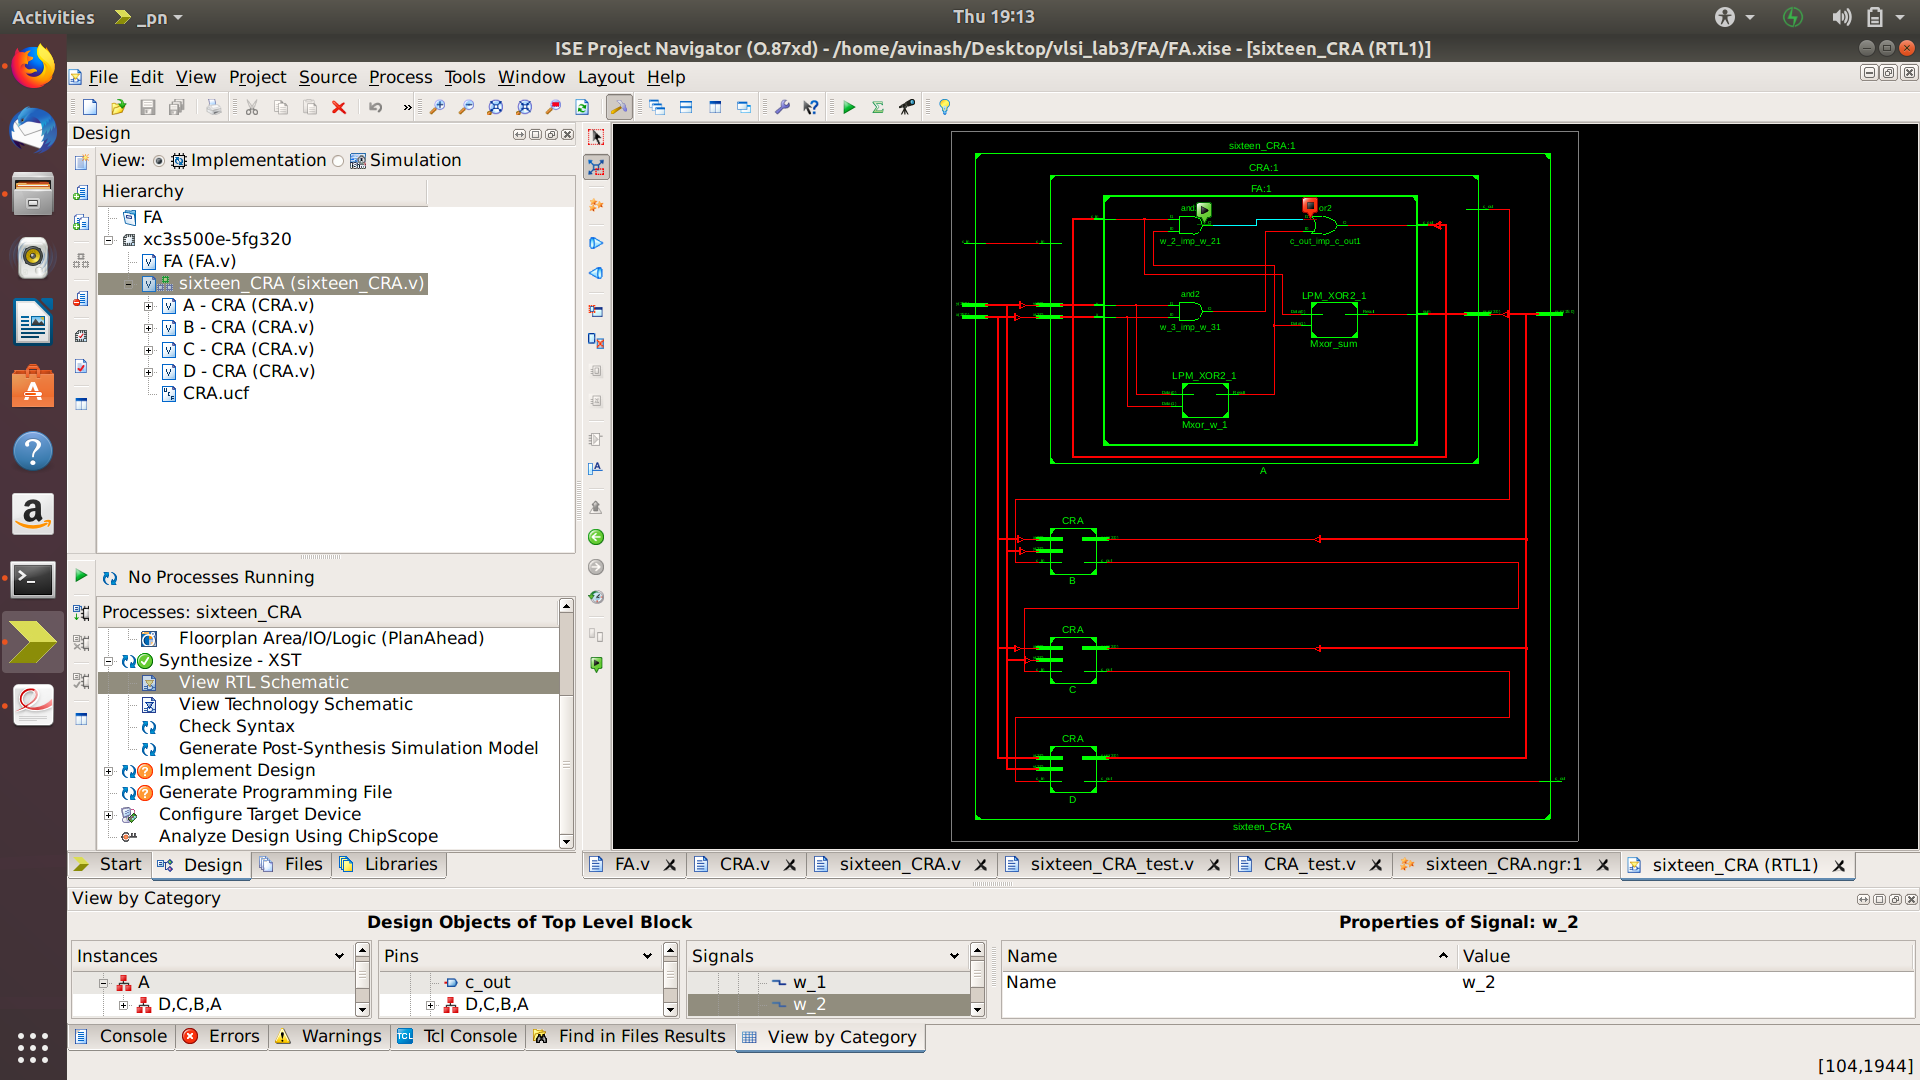 Activities
_pn
Thu 19:13
ISE Project Navigator (O.87xd) - /home/avinash/Desktop/vlsi_lab3/FA/FA.xise - [sixteen_CRA (RTL1)]
File Edit View Project Source Process Tools Window Layout Help
Design
View: Implementation Simulation
Hierarchy
FA
xc3s500e-5fg320
FA (FA.v)
sixteen_CRA (sixteen_CRA.v)
A - CRA (CRA.v)
B - CRA (CRA.v)
C - CRA (CRA.v)
D - CRA (CRA.v)
CRA.ucf
No Processes Running
Processes: sixteen_CRA
Floorplan Area/IO/Logic (PlanAhead)
Synthesize - XST
View RTL Schematic
View Technology Schematic
Check Syntax
Generate Post-Synthesis Simulation Model
Implement Design
Generate Programming File
Configure Target Device
Analyze Design Using ChipScope
Start Design Files Libraries
sixteen_CRA:1
CRA:1
FA:1
or2
w_2_imp_w_21
c_out_imp_c_out1
and2
LPM_XOR2_1
w_3_imp_w_31
Mxor_sum
LPM_XOR2_1
Mxor_w_1
A
CRA
B
CRA
C
CRA
D
sixteen_CRA
FA.v CRA.v sixteen_CRA.v sixteen_CRA_test.v CRA_test.v sixteen_CRA.ngr:1 sixteen_CRA (RTL1)
View by Category
Design Objects of Top Level Block
Properties of Signal: w_2
Instances Pins Signals Name Value
A c_out w_1 Name w_2
D,C,B,A D,C,B,A w_2
Console Errors Warnings Tcl Console Find in Files Results View by Category
[104,1944]